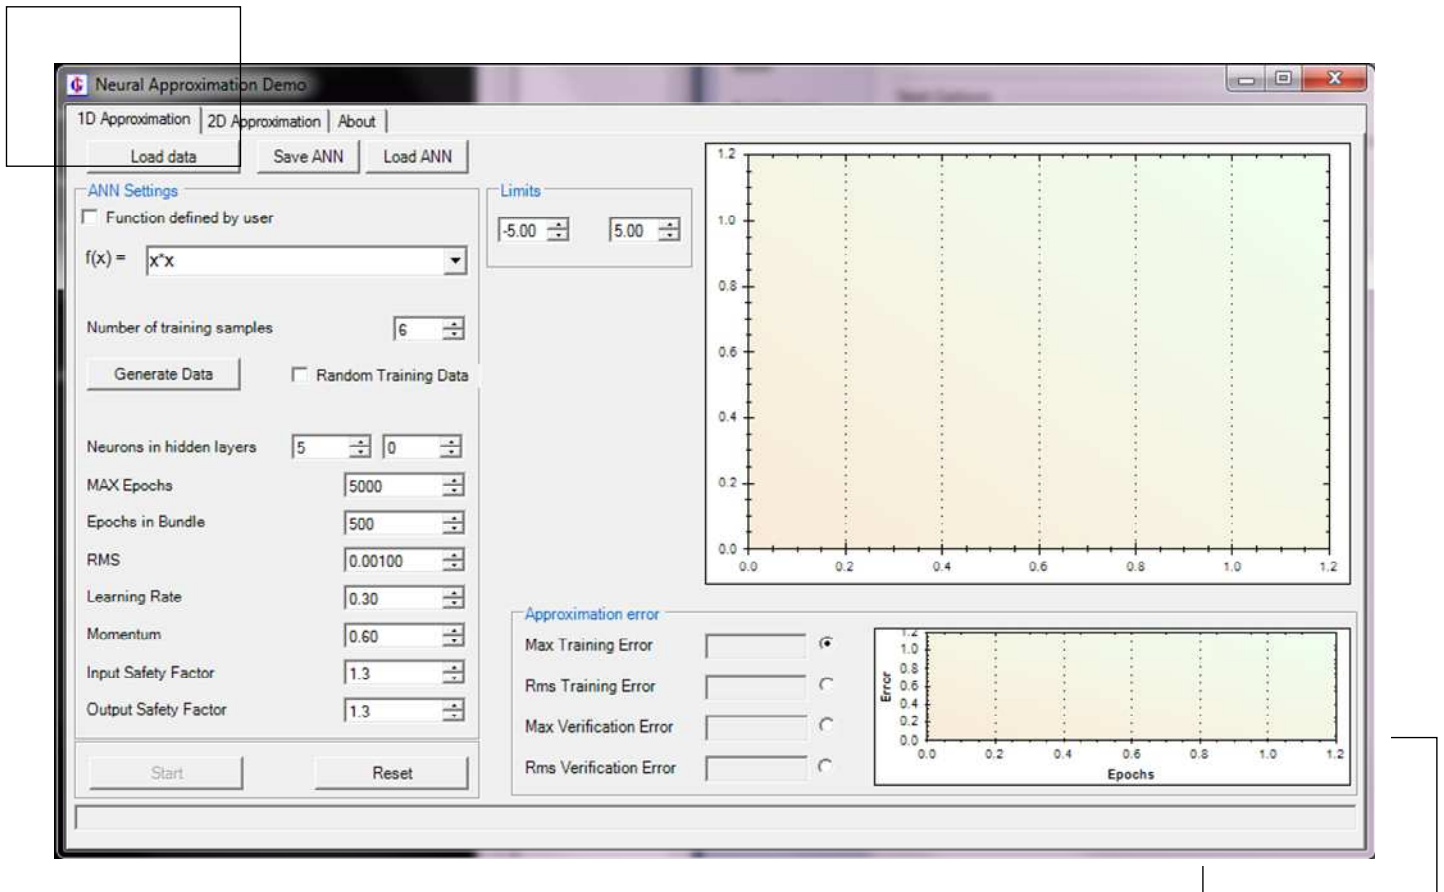 Neural Approximation Demo
1D Approximation 2D Approximation About
Load data Save ANN Load ANN
ANN Settings
Function defined by user
f(x) = x*x
Number of training samples 6
Generate Data Random Training Data
Neurons in hidden layers 5 0
MAX Epochs 5000
Epochs in Bundle 500
RMS 0.00100
Learning Rate 0.30
Momentum 0.60
Input Safety Factor 1.3
Output Safety Factor 1.3
Start Reset
Limits
-5.00 5.00
1.2
1.0
0.8
0.6
0.4
0.2
0.0
0.0 0.2 0.4 0.6 0.8 1.0 1.2
Approximation error
Max Training Error
Rms Training Error
Max Verification Error
Rms Verification Error
Error
1.2
1.0
0.8
0.6
0.4
0.2
0.0
0.0 0.2 0.4 0.6 0.8 1.0 1.2
Epochs